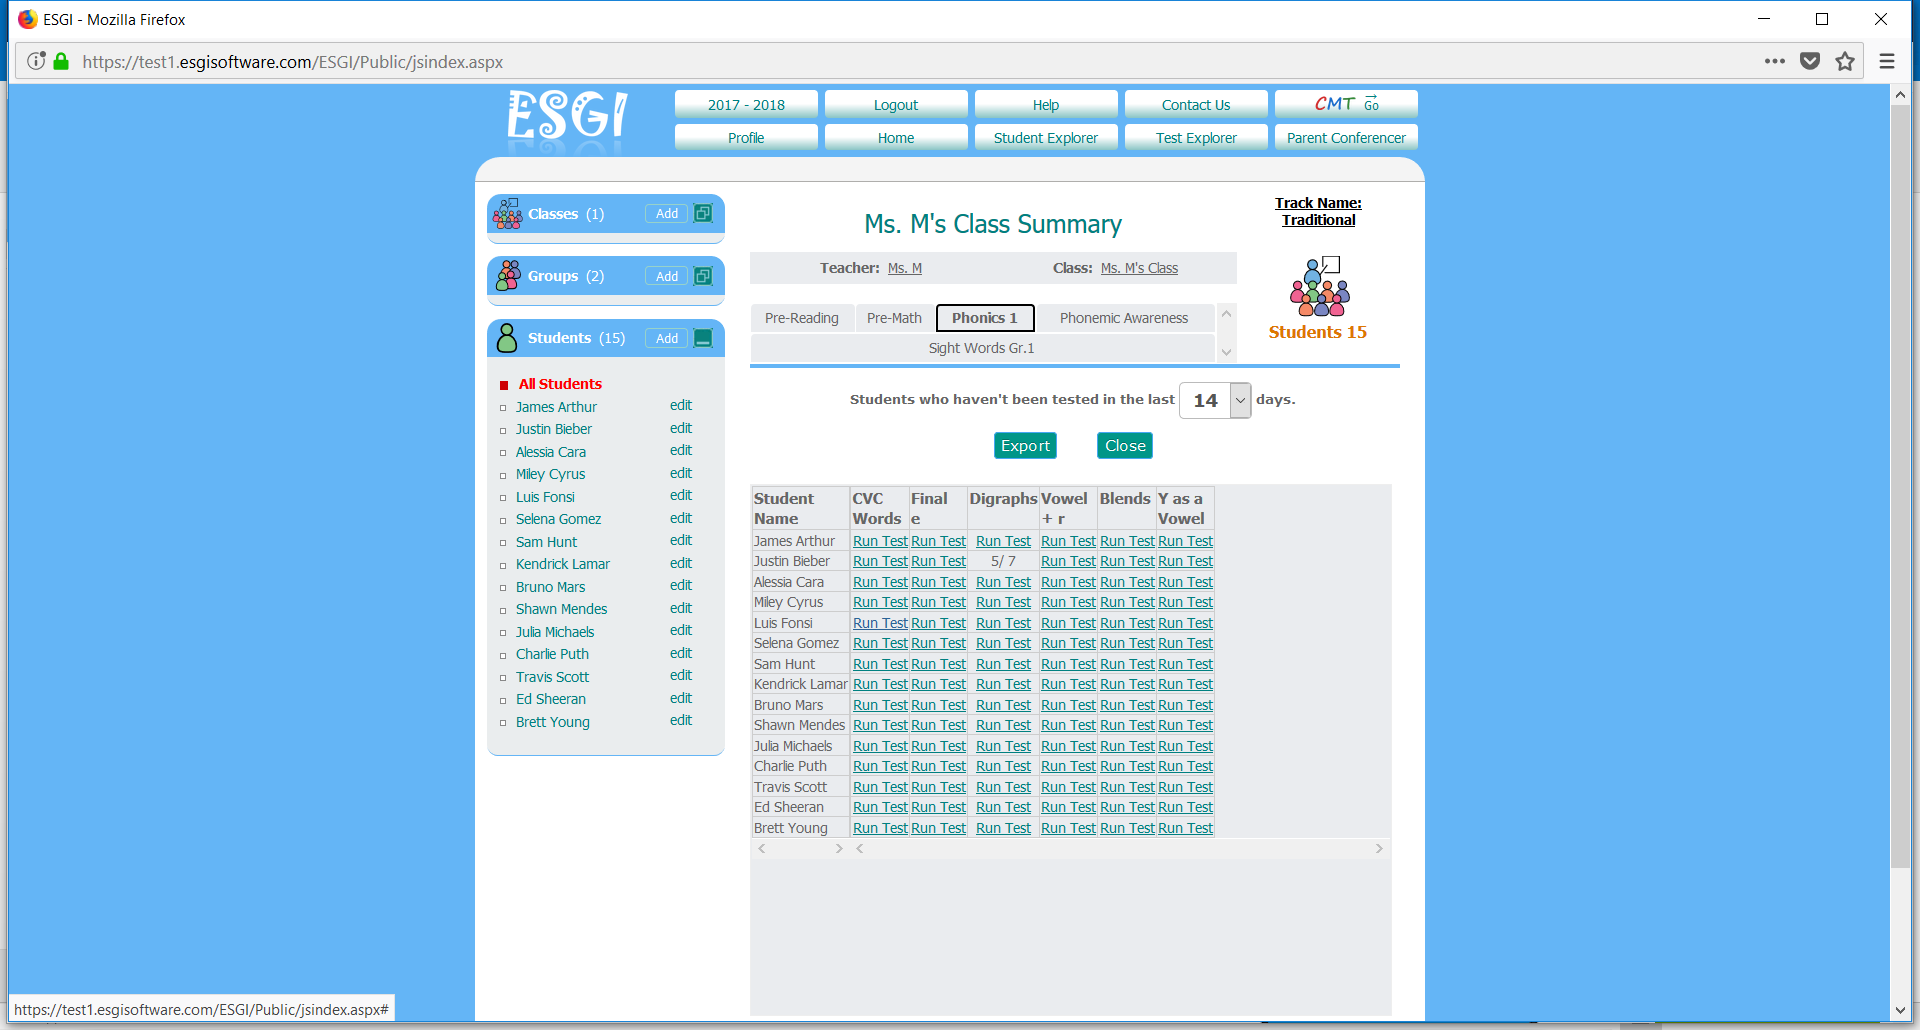 ESGI - Mozilla Firefox
https://test1.esgisoftware.com/ESGI/Public/jsindex.aspx
ESGI
2017 - 2018 Logout Help Contact Us CMT Go
Profile Home Student Explorer Test Explorer Parent Conferencer
Classes (1) Add
Groups (2) Add
Students (15) Add
All Students
James Arthur edit
Justin Bieber edit
Alessia Cara edit
Miley Cyrus edit
Luis Fonsi edit
Selena Gomez edit
Sam Hunt edit
Kendrick Lamar edit
Bruno Mars edit
Shawn Mendes edit
Julia Michaels edit
Charlie Puth edit
Travis Scott edit
Ed Sheeran edit
Brett Young edit
Ms. M's Class Summary
Track Name:
Traditional
Teacher: Ms. M Class: Ms. M's Class
Students 15
Pre-Reading Pre-Math Phonics 1 Phonemic Awareness
Sight Words Gr.1
Students who haven't been tested in the last 14 days.
Export Close
Student Name CVC Words Final e Digraphs Vowel + r Blends Y as a Vowel
James Arthur Run Test Run Test Run Test Run Test Run Test Run Test
Justin Bieber Run Test Run Test 5/ 7 Run Test Run Test Run Test
Alessia Cara Run Test Run Test Run Test Run Test Run Test Run Test
Miley Cyrus Run Test Run Test Run Test Run Test Run Test Run Test
Luis Fonsi Run Test Run Test Run Test Run Test Run Test Run Test
Selena Gomez Run Test Run Test Run Test Run Test Run Test Run Test
Sam Hunt Run Test Run Test Run Test Run Test Run Test Run Test
Kendrick Lamar Run Test Run Test Run Test Run Test Run Test Run Test
Bruno Mars Run Test Run Test Run Test Run Test Run Test Run Test
Shawn Mendes Run Test Run Test Run Test Run Test Run Test Run Test
Julia Michaels Run Test Run Test Run Test Run Test Run Test Run Test
Charlie Puth Run Test Run Test Run Test Run Test Run Test Run Test
Travis Scott Run Test Run Test Run Test Run Test Run Test Run Test
Ed Sheeran Run Test Run Test Run Test Run Test Run Test Run Test
Brett Young Run Test Run Test Run Test Run Test Run Test Run Test
https://test1.esgisoftware.com/ESGI/Public/jsindex.aspx#